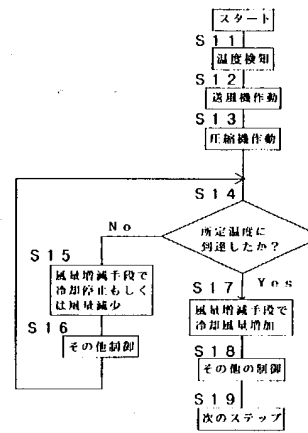 スタート
S11
温度検知
S12
送風機作動
S13
圧縮機作動
S14
所定温度に
到達したか?
No
S15
風量増減手段で
冷却停止もしく
は風量減少
S16
その他制御
Yes
S17
風量増減手段で
冷却風量増加
S18
その他の制御
S19
次のステップ